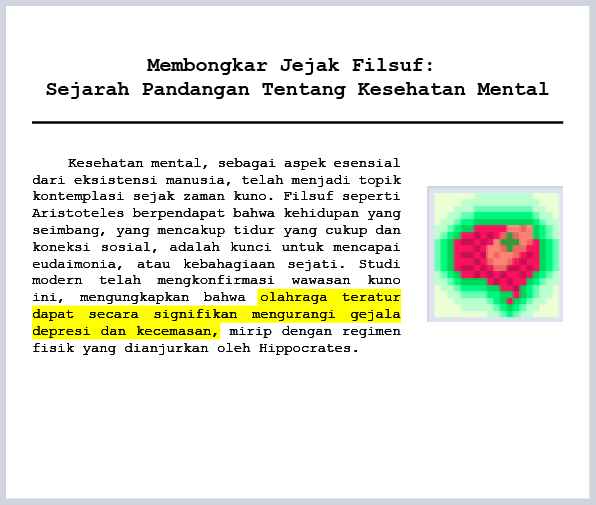 Membongkar Jejak Filsuf:
Sejarah Pandangan Tentang Kesehatan Mental
Kesehatan mental, sebagai aspek esensial
dari eksistensi manusia, telah menjadi topik
kontemplasi sejak zaman kuno. Filsuf seperti
Aristoteles berpendapat bahwa kehidupan yang
seimbang, yang mencakup tidur yang cukup dan
koneksi sosial, adalah kunci untuk mencapai
eudaimonia, atau kebahagiaan sejati. Studi
modern telah mengkonfirmasi wawasan kuno
ini, mengungkapkan bahwa olahraga teratur
dapat secara signifikan mengurangi gejala
depresi dan kecemasan, mirip dengan regimen
fisik yang dianjurkan oleh Hippocrates.